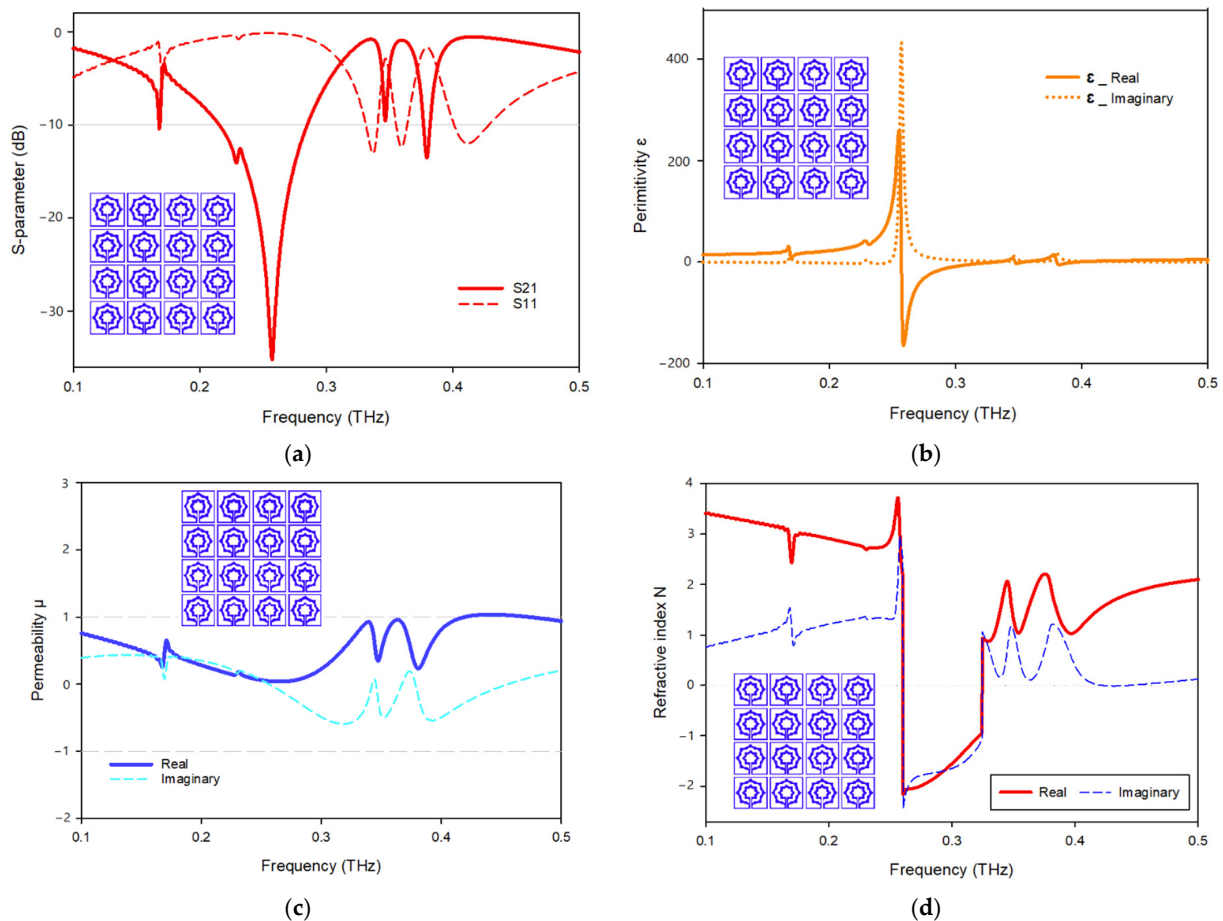 0
−10
−20
−30
S-parameter (dB)
S21
S11
0.1 0.2 0.3 0.4 0.5
Frequency (THz)
(a)
400
200
0
−200
Perimitivity ε
ε _ Real
ε _ Imaginary
0.1 0.2 0.3 0.4 0.5
Frequency (THz)
(b)
3
2
1
0
−1
−2
Permeability μ
Real
Imaginary
0.1 0.2 0.3 0.4 0.5
Frequency (THz)
(c)
4
3
2
1
0
−1
−2
Refractive index N
Real Imaginary
0.1 0.2 0.3 0.4 0.5
Frequency (THz)
(d)